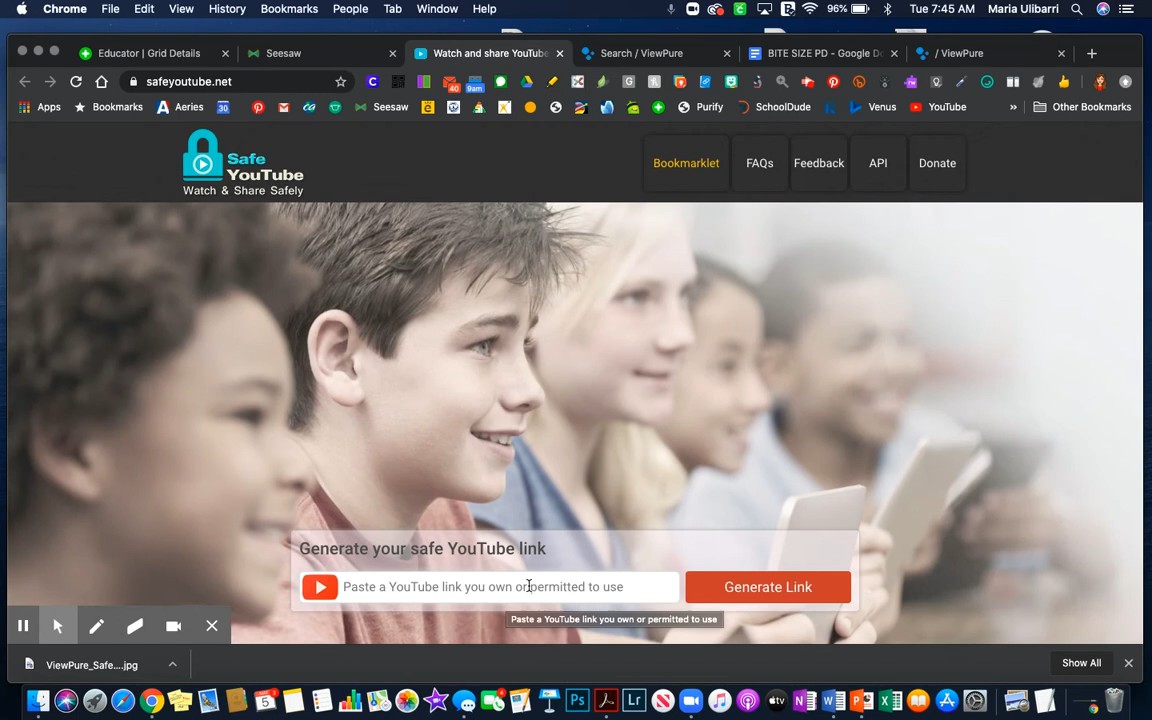 Chrome File Edit View History Bookmarks People Tab Window Help 96% Tue 7:45 AM Maria Ulibarri
Educator | Grid Details Seesaw Watch and share YouTube Search / ViewPure BITE SIZE PD - Google D / ViewPure
safeyoutube.net 40 9am
Apps Bookmarks Aeries 30 Seesaw Purify SchoolDude Venus YouTube » Other Bookmarks
Safe
YouTube
Watch & Share Safely
Bookmarklet FAQs Feedback API Donate
Generate your safe YouTube link
Paste a YouTube link you own or permitted to use Generate Link
Paste a YouTube link you own or permitted to use
ViewPure_Safe....jpg Show All